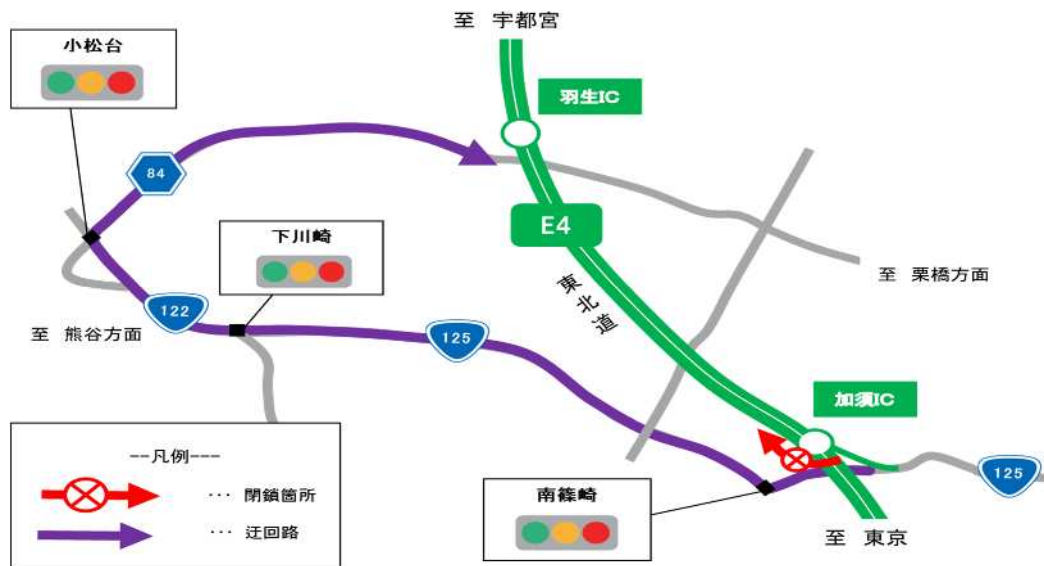 至 宇都宮
小松台
羽生IC
84
E4
下川崎
至 栗橋方面
東北道
122
至 熊谷方面
125
加須IC
--凡例---
… 閉鎖箇所
… 迂回路
南篠崎
125
至 東京